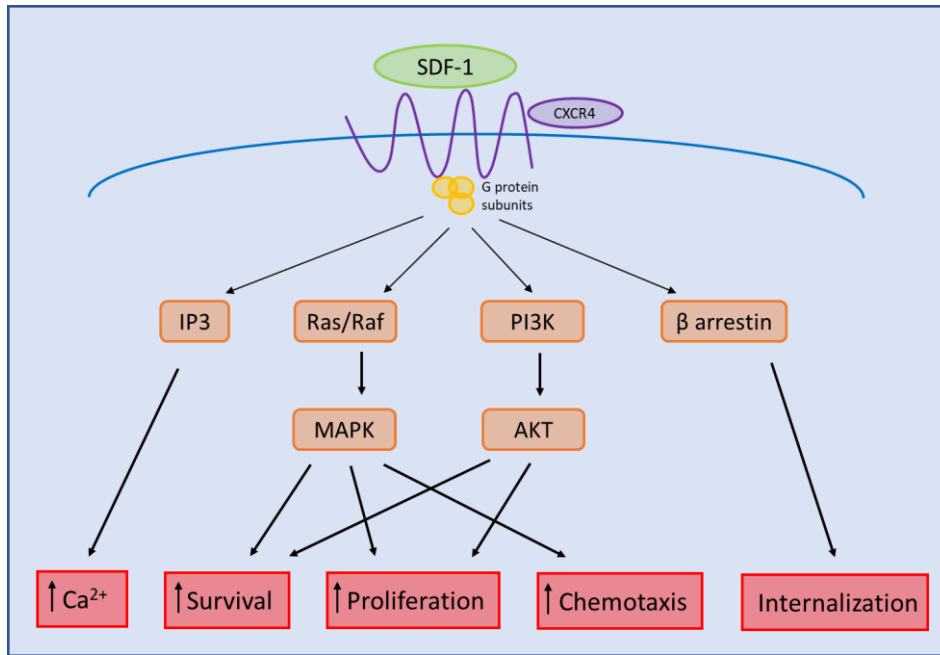 SDF-1
CXCR4
G protein
subunits
IP3
Ras/Raf
PI3K
β arrestin
MAPK
AKT
↑Ca²⁺
↑Survival
↑Proliferation
↑Chemotaxis
Internalization